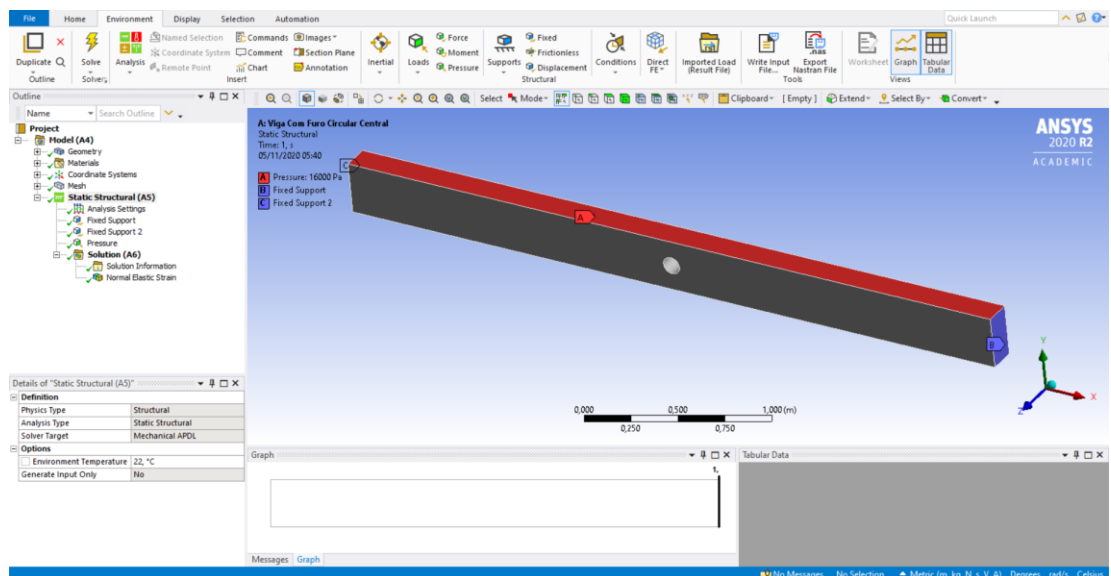 File Home Environment Display Selection Automation Quick Launch
Duplicate Solve Analysis Named Selection Coordinate System Remote Point Commands Comment Chart Images Section Plane Annotation Inertial Loads Force Moment Pressure Supports Fixed Frictionless Displacement Conditions Direct FE Imported Load (Result File) Write Input File... Export Nastran File Worksheet Graph Tabular Data
Outline Insert Structural Tools Views
Outline
Select Mode Clipboard [ Empty ] Extend Select By Convert
Name Search Outline
Project
Model (A4)
Geometry
Materials
Coordinate Systems
Mesh
Static Structural (A5)
Analysis Settings
Fixed Support
Fixed Support 2
Pressure
Solution (A6)
Solution Information
Normal Elastic Strain
A: Viga Com Furo Circular Central
Static Structural
Time: 1, s
05/11/2020 05:40
A Pressure: 16000 Pa
B Fixed Support
C Fixed Support 2
C
A
B
ANSYS
2020 R2
ACADEMIC
Y
X
Z
0,000 0,500 1,000 (m)
0,250 0,750
Details of "Static Structural (A5)"
Definition
Physics Type Structural
Analysis Type Static Structural
Solver Target Mechanical APDL
Options
Environment Temperature 22, °C
Generate Input Only No
Graph
1,
Tabular Data
Messages Graph
No Messages No Selection Metric (m, kg, N, s, V, A) Degrees rad/s Celsius